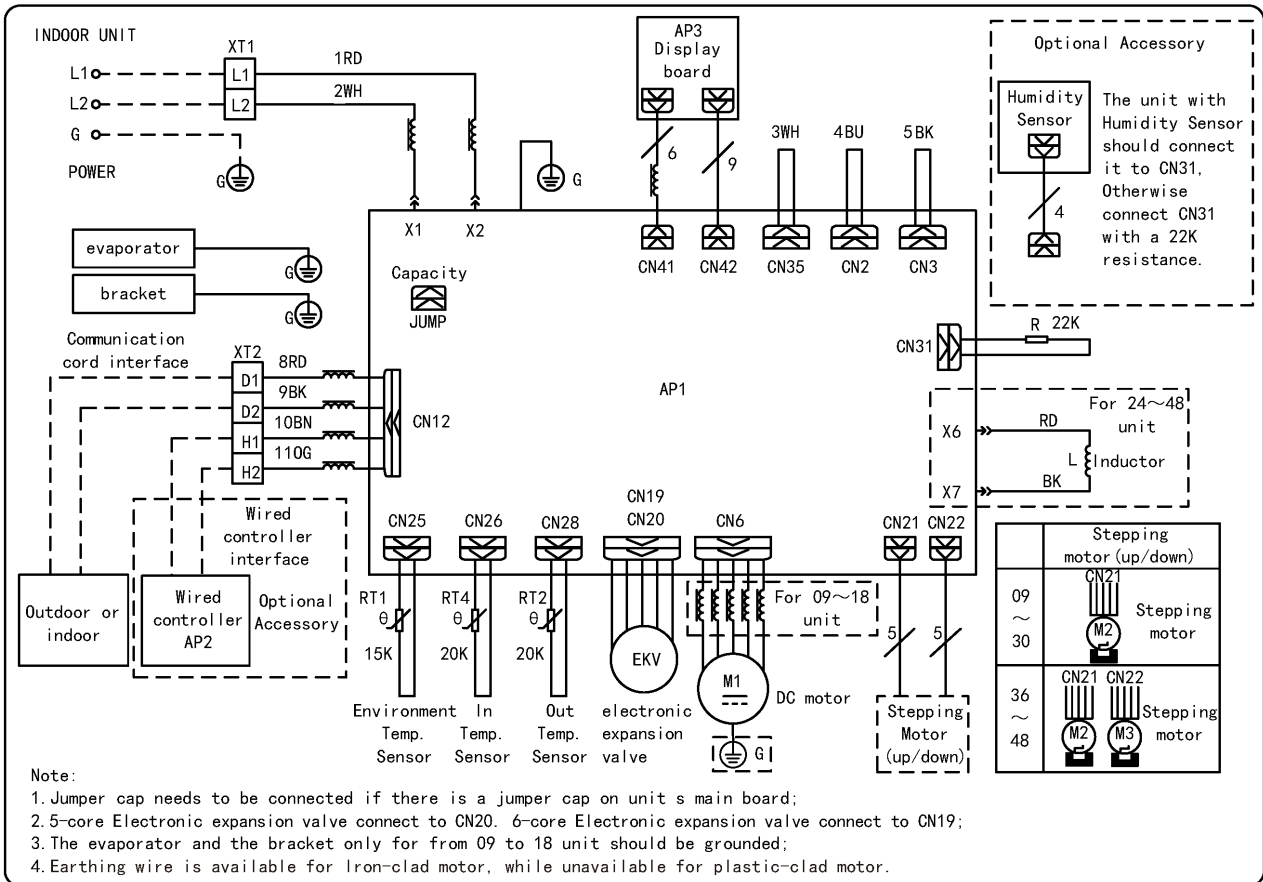 INDOOR UNIT
L1
L2
G
POWER
XT1
L1
L2
1RD
2WH
G
G
X1
X2
AP3
Display
board
6
9
3WH
4BU
5BK
CN41
CN42
CN35
CN2
CN3
Optional Accessory
Humidity
Sensor
4
The unit with
Humidity Sensor
should connect
it to CN31,
Otherwise
connect CN31
with a 22K
resistance.
evaporator
G
bracket
G
Capacity
JUMP
Communication
cord interface
XT2
D1
D2
H1
H2
8RD
9BK
10BN
11OG
CN12
AP1
CN31
R
22K
For 24~48
unit
X6
RD
L
Inductor
X7
BK
Wired
controller
interface
Outdoor or
indoor
Wired
controller
AP2
Optional
Accessory
CN25
CN26
CN28
CN19
CN20
CN6
CN21
CN22
RT1
θ
15K
RT4
θ
20K
RT2
θ
20K
EKV
For 09~18
unit
M1
DC motor
G
5
5
Environment
Temp.
Sensor
In
Temp.
Sensor
Out
Temp.
Sensor
electronic
expansion
valve
Stepping
Motor
(up/down)
Stepping
motor(up/down)
09
~
30
CN21
M2
Stepping
motor
36
~
48
CN21
CN22
M2
M3
Stepping
motor
Note:
1. Jumper cap needs to be connected if there is a jumper cap on unit s main board;
2. 5-core Electronic expansion valve connect to CN20. 6-core Electronic expansion valve connect to CN19;
3. The evaporator and the bracket only for from 09 to 18 unit should be grounded;
4. Earthing wire is available for Iron-clad motor, while unavailable for plastic-clad motor.